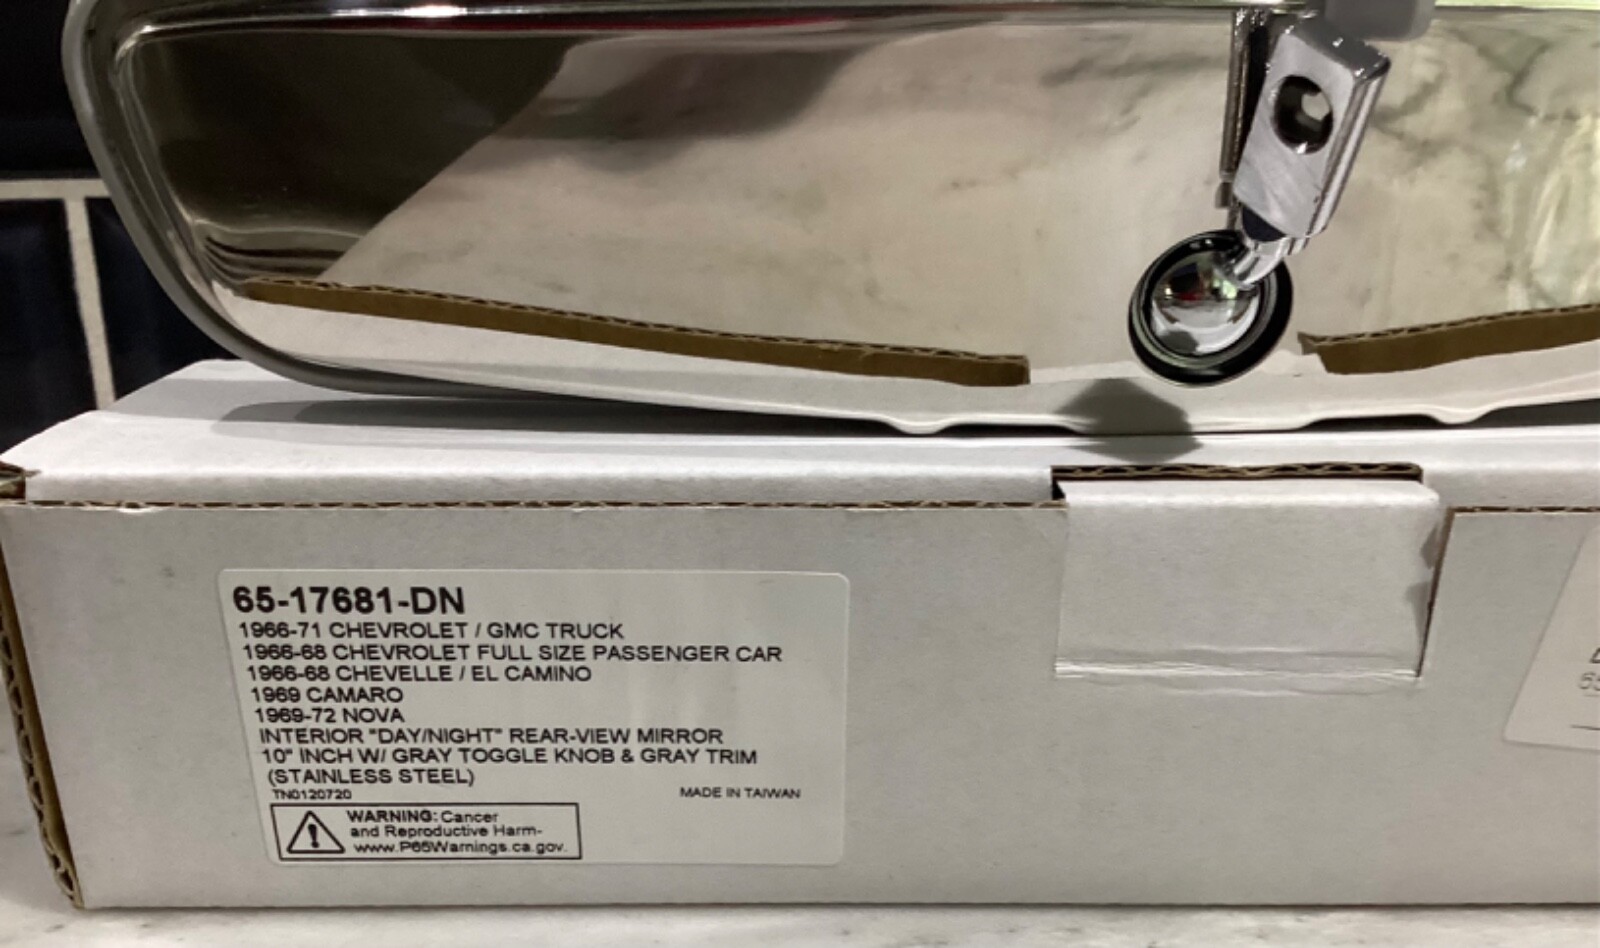 65-17681-DN
1966-71 CHEVROLET / GMC TRUCK
1966-68 CHEVROLET FULL SIZE PASSENGER CAR
1966-68 CHEVELLE / EL CAMINO
1969 CAMARO
1969-72 NOVA
INTERIOR "DAY/NIGHT" REAR-VIEW MIRROR
10" INCH W/ GRAY TOGGLE KNOB & GRAY TRIM
(STAINLESS STEEL)
TN0120720 MADE IN TAIWAN
WARNING: Cancer
and Reproductive Harm-
www.P65Warnings.ca.gov.